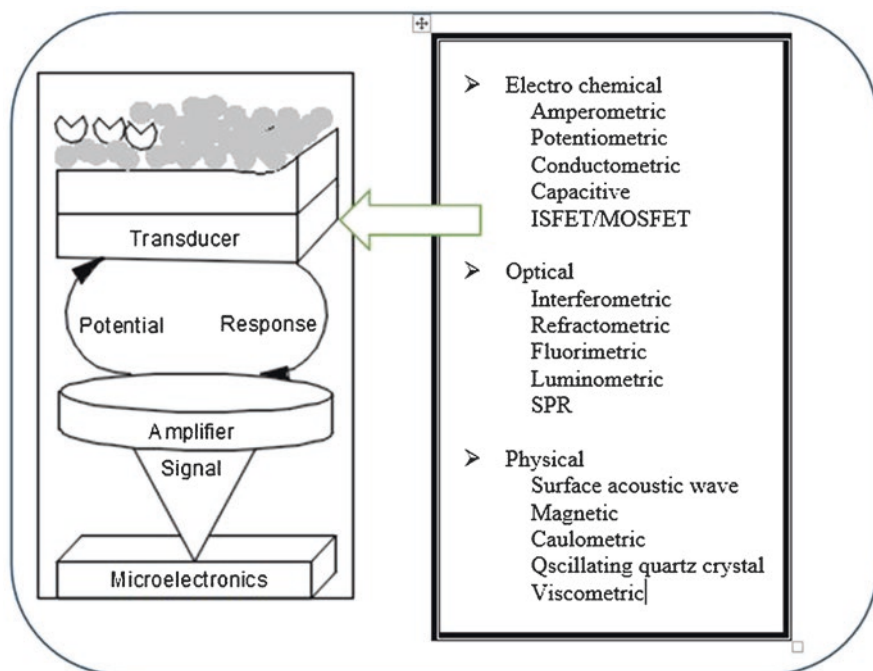 Transducer
Potential
Response
Amplifier
Signal
Microelectronics
➢ Electro chemical
Amperometric
Potentiometric
Conductometric
Capacitive
ISFET/MOSFET
➢ Optical
Interferometric
Refractometric
Fluorimetric
Luminometric
SPR
➢ Physical
Surface acoustic wave
Magnetic
Caulometric
Qscillating quartz crystal
Viscometric